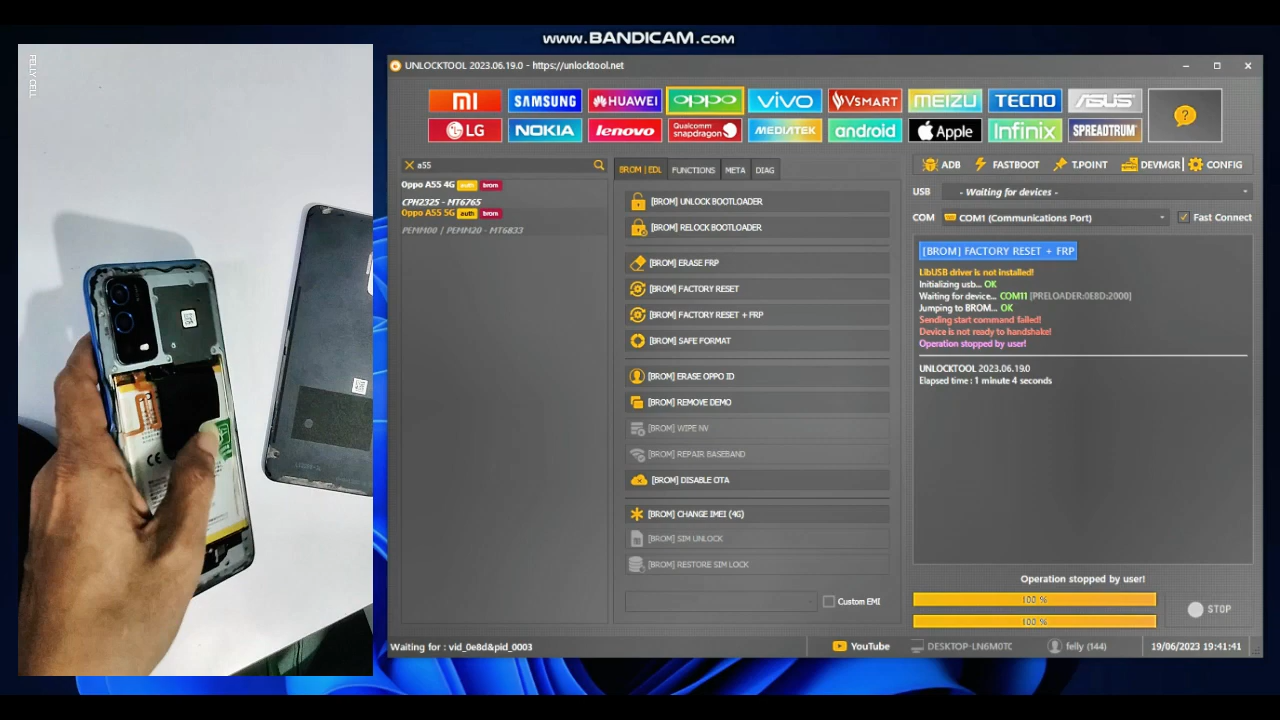 www.BANDICAM.com
FELLY CELL
UNLOCKTOOL 2023.06.19.0 - https://unlocktool.net
MI
SAMSUNG
HUAWEI
oppo
vivo
VSMART
MEIZU
TECNO
ASUS
?
LG
NOKIA
lenovo
Qualcomm snapdragon
MEDIATEK
android
Apple
Infinix
SPREADTRUM
a55
BROM | EDL
FUNCTIONS
META
DIAG
ADB
FASTBOOT
T.POINT
DEVMGR
CONFIG
Oppo A55 4G auth brom
CPH2325 - MT6765
Oppo A55 5G auth brom
PEMM00 | PEMM20 - MT6833
[BROM] UNLOCK BOOTLOADER
[BROM] RELOCK BOOTLOADER
[BROM] ERASE FRP
[BROM] FACTORY RESET
[BROM] FACTORY RESET + FRP
[BROM] SAFE FORMAT
[BROM] ERASE OPPO ID
[BROM] REMOVE DEMO
[BROM] WIPE NV
[BROM] REPAIR BASEBAND
[BROM] DISABLE OTA
[BROM] CHANGE IMEI (4G)
[BROM] SIM UNLOCK
[BROM] RESTORE SIM LOCK
Custom EMI
USB - Waiting for devices -
COM COM1 (Communications Port) Fast Connect
[BROM] FACTORY RESET + FRP
LibUSB driver is not installed!
Initializing usb... OK
Waiting for device... COM11 [PRELOADER:0E8D:2000]
Jumping to BROM... OK
Sending start command failed!
Device is not ready to handshake!
Operation stopped by user!
UNLOCKTOOL 2023.06.19.0
Elapsed time : 1 minute 4 seconds
Operation stopped by user!
100 %
100 %
STOP
CE
Waiting for : vid_0e8d&pid_0003
YouTube
DESKTOP-LN6M0TC
felly (144)
19/06/2023 19:41:41